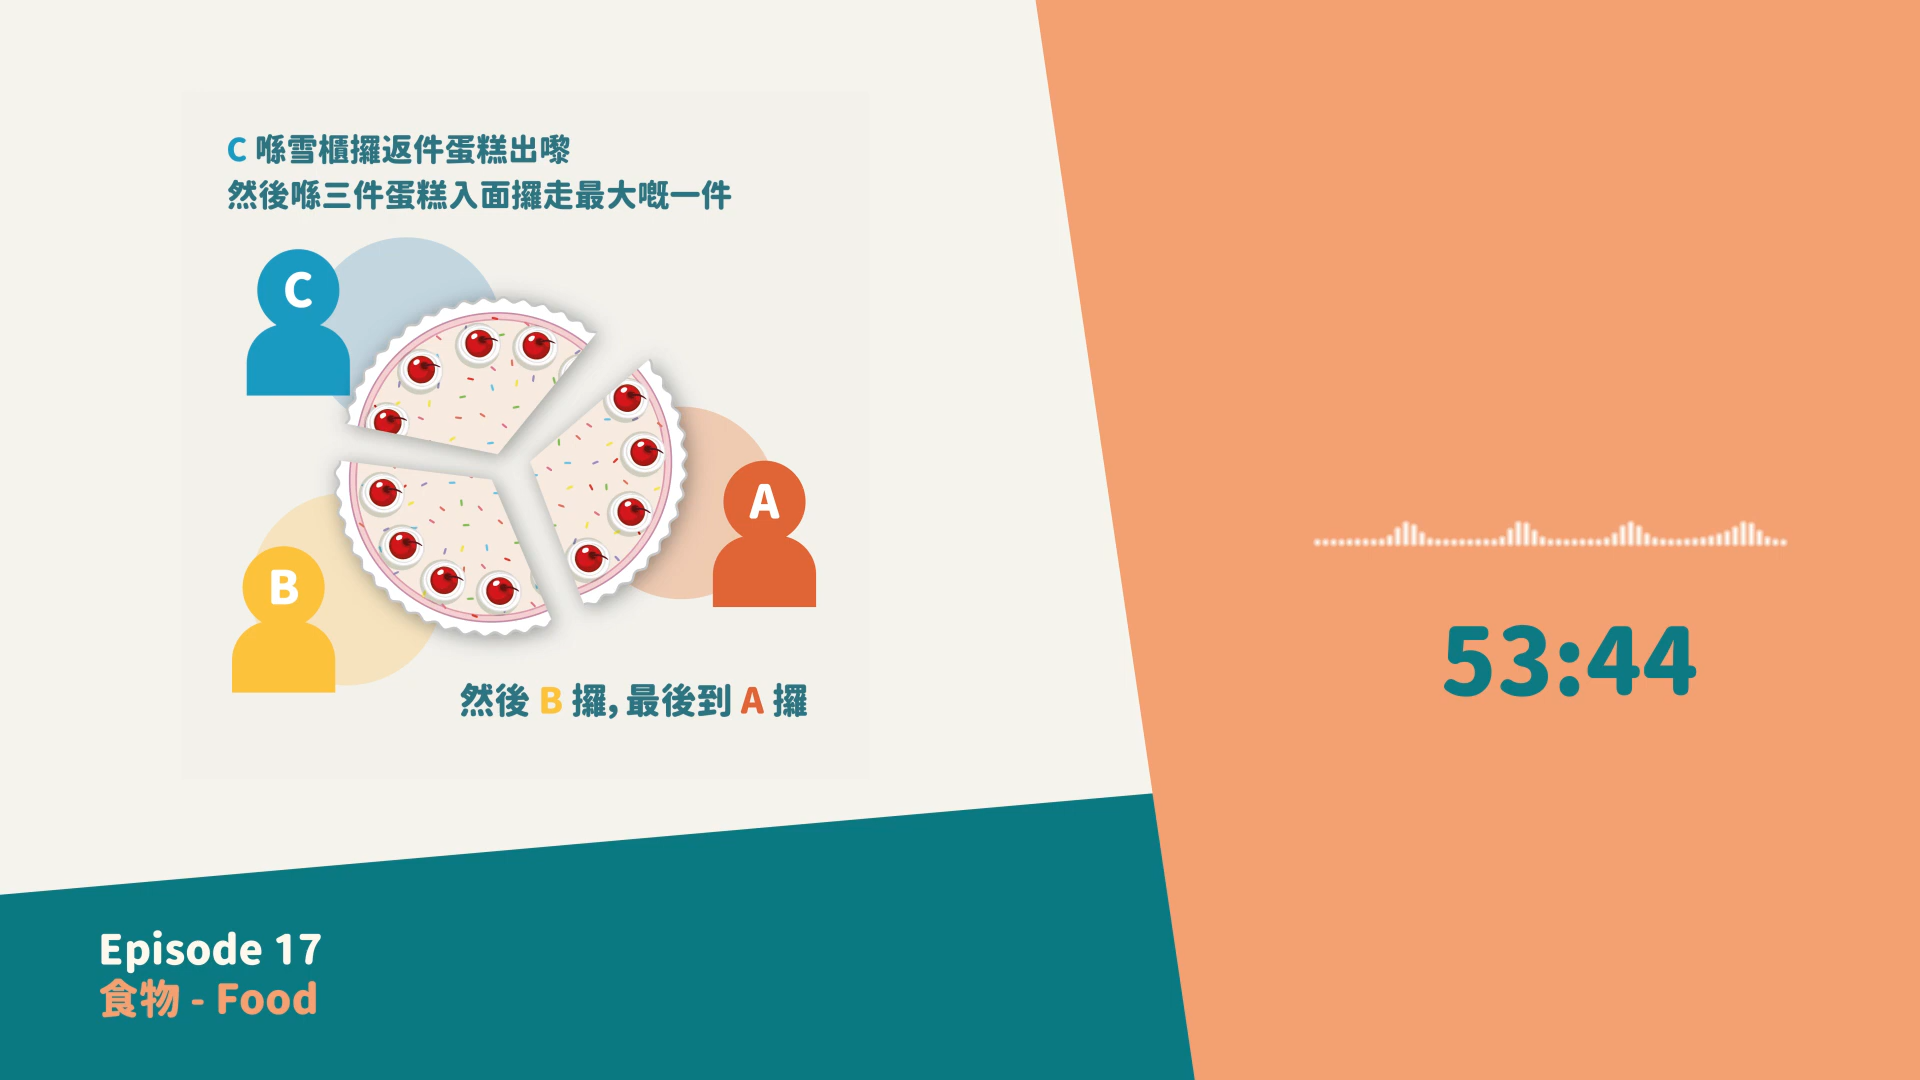 C 喺雪櫃攞返件蛋糕出嚟
然後喺三件蛋糕入面攞走最大嘅一件
C
A
B
然後 B 攞, 最後到 A 攞
53:44
Episode 17
食物 - Food